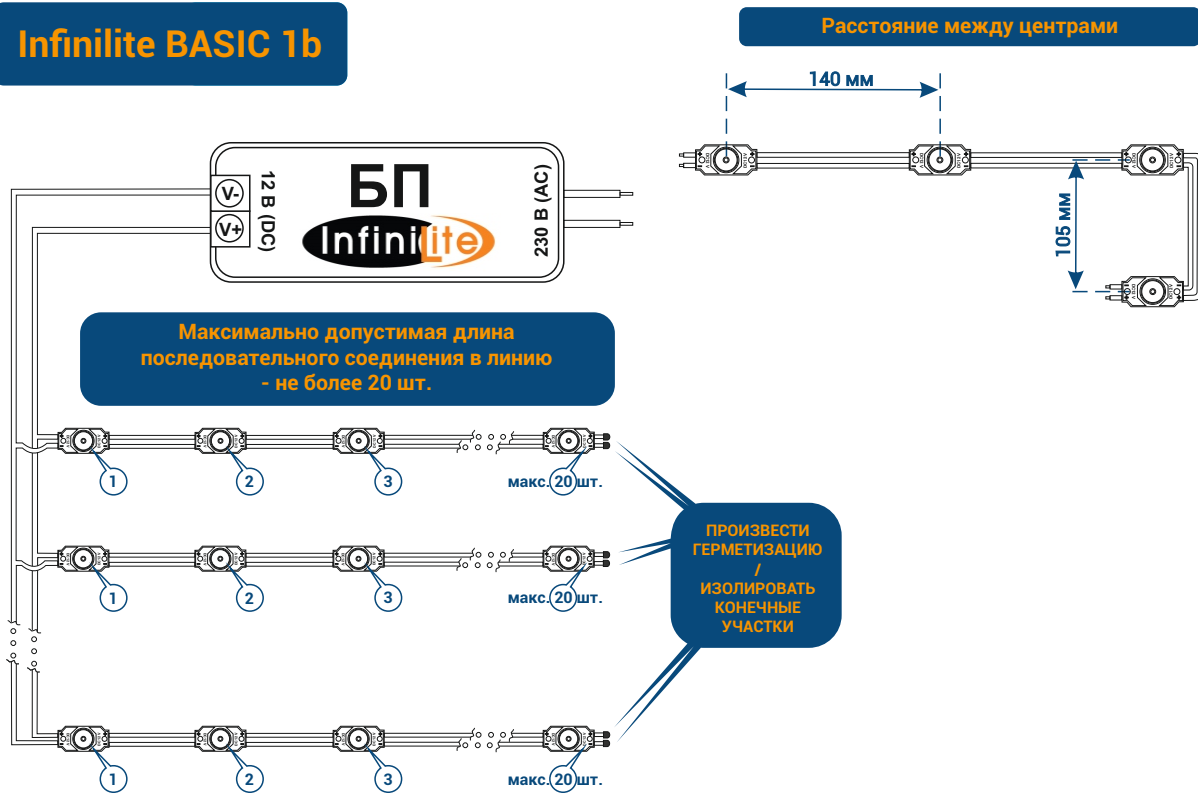 Infinilite BASIC 1b
Расстояние между центрами
140 мм
105 мм
12 В (DC)
V-
V+
БП
InfiniLite
230 В (AC)
Максимально допустимая длина
последовательного соединения в линию
- не более 20 шт.
1
2
3
макс. 20 шт.
1
2
3
макс. 20 шт.
1
2
3
макс. 20 шт.
ПРОИЗВЕСТИ
ГЕРМЕТИЗАЦИЮ
/
ИЗОЛИРОВАТЬ
КОНЕЧНЫЕ
УЧАСТКИ